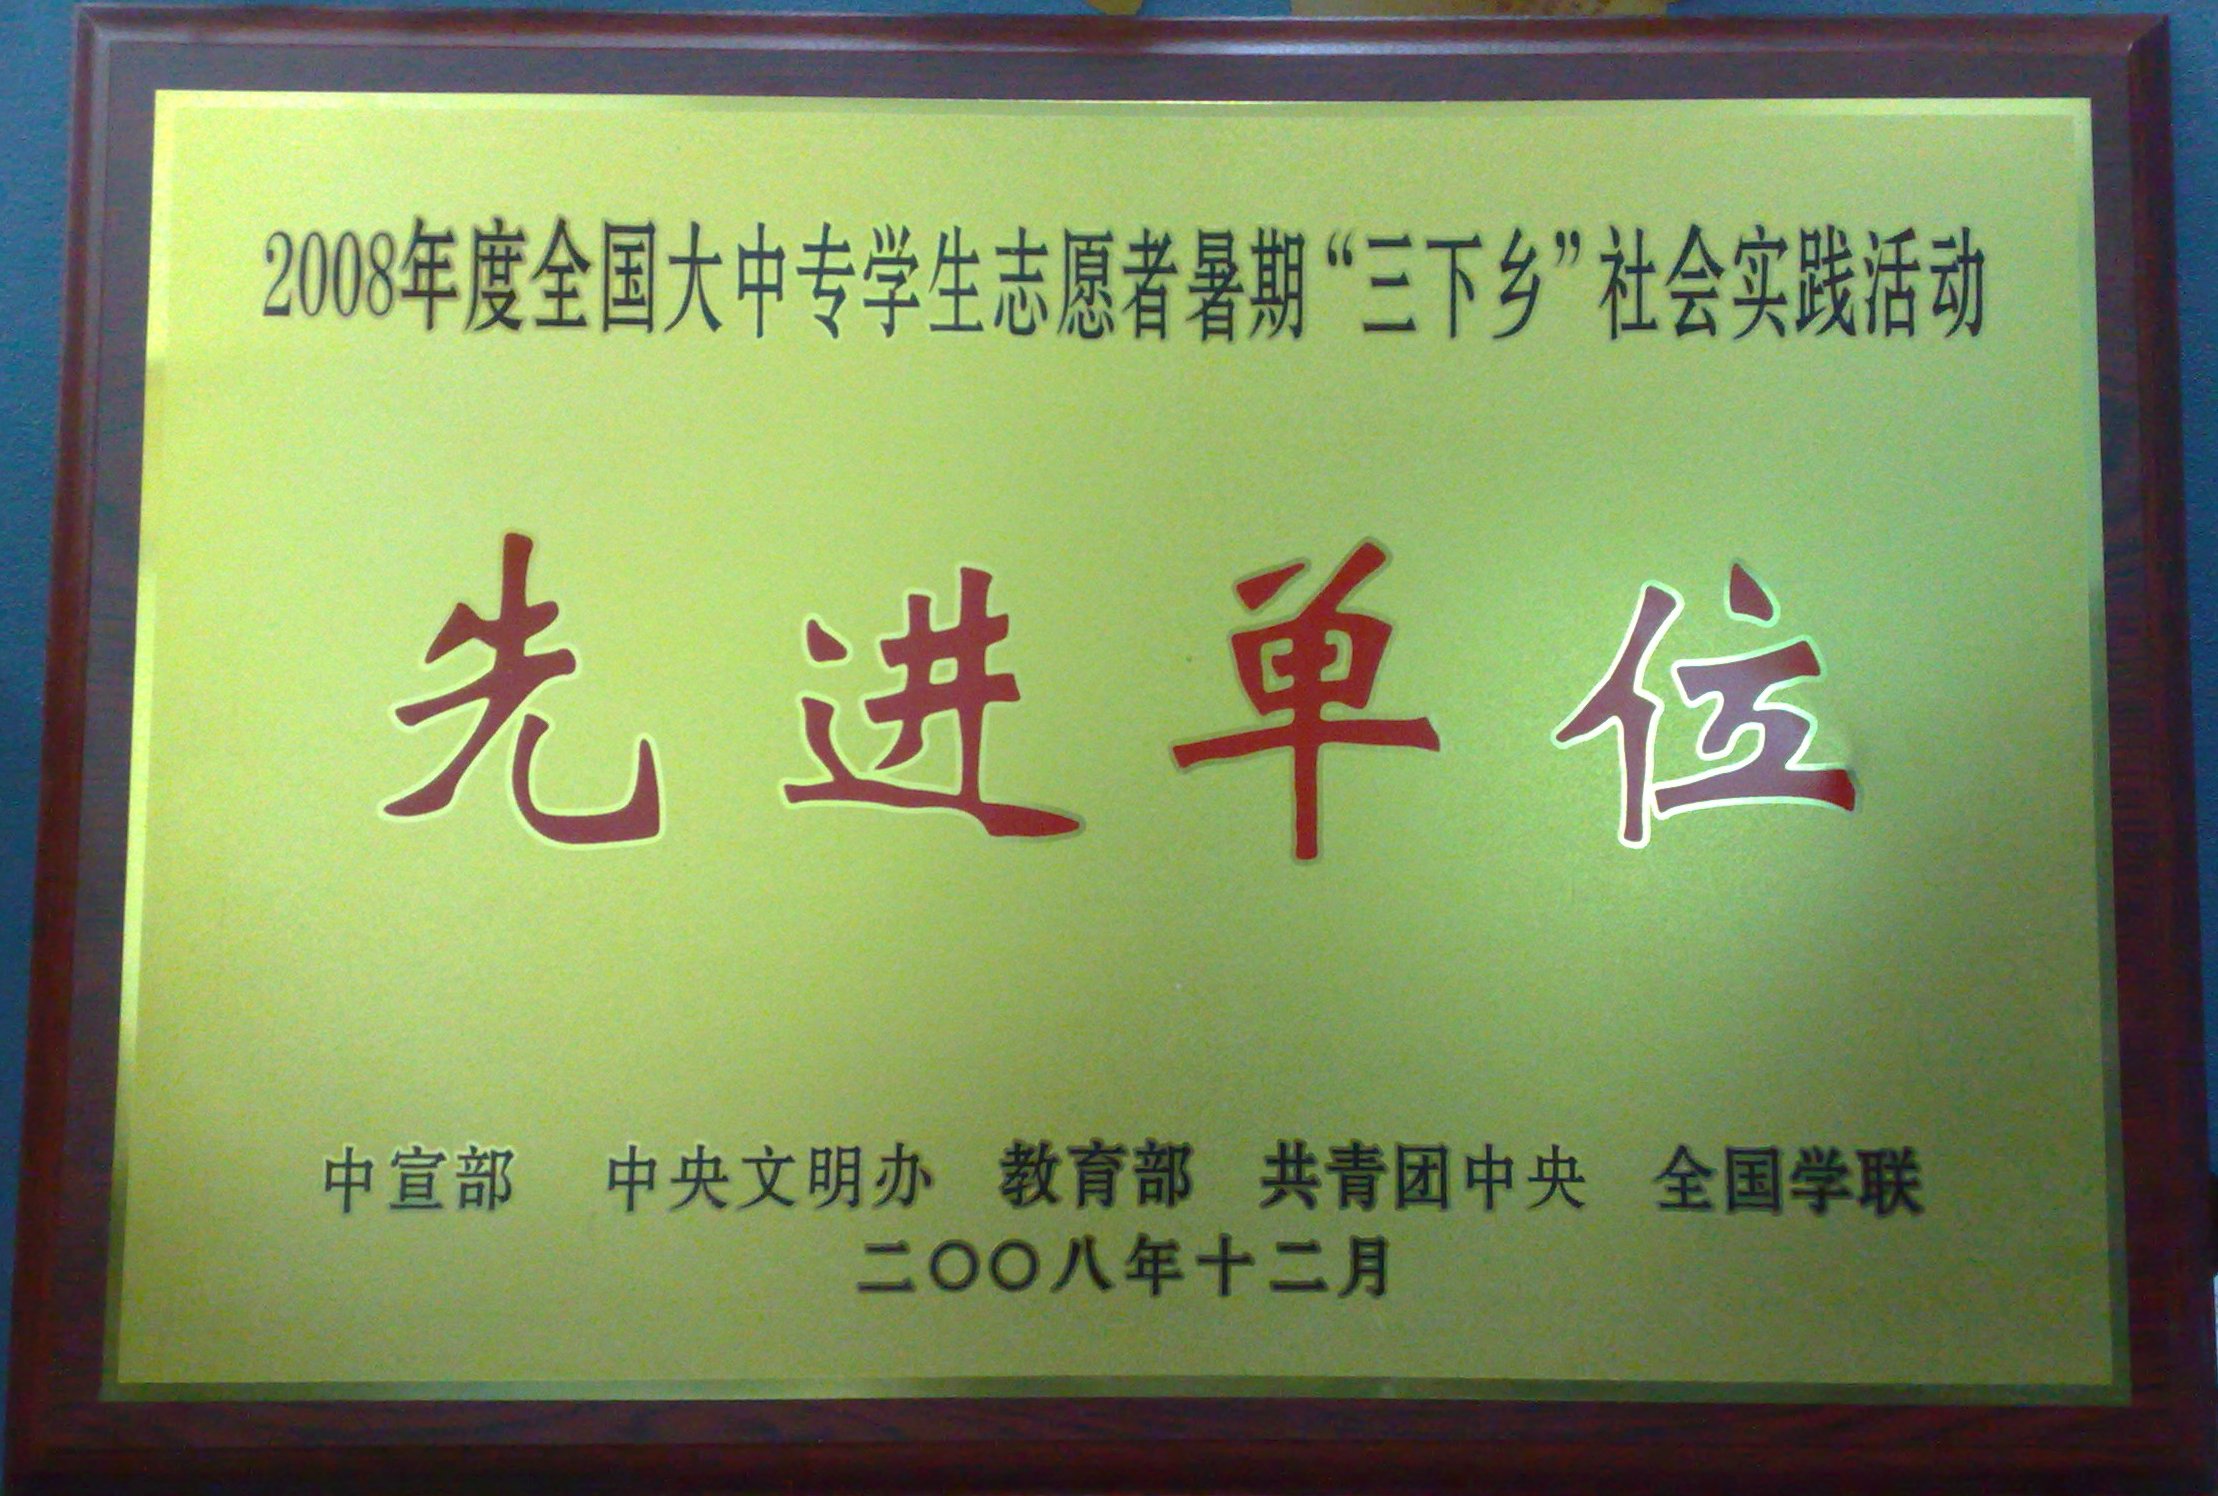 2008年度全国大中专学生志愿者暑期“三下乡”社会实践活动
先进单位
中宣部 中央文明办 教育部 共青团中央 全国学联
二〇〇八年十二月